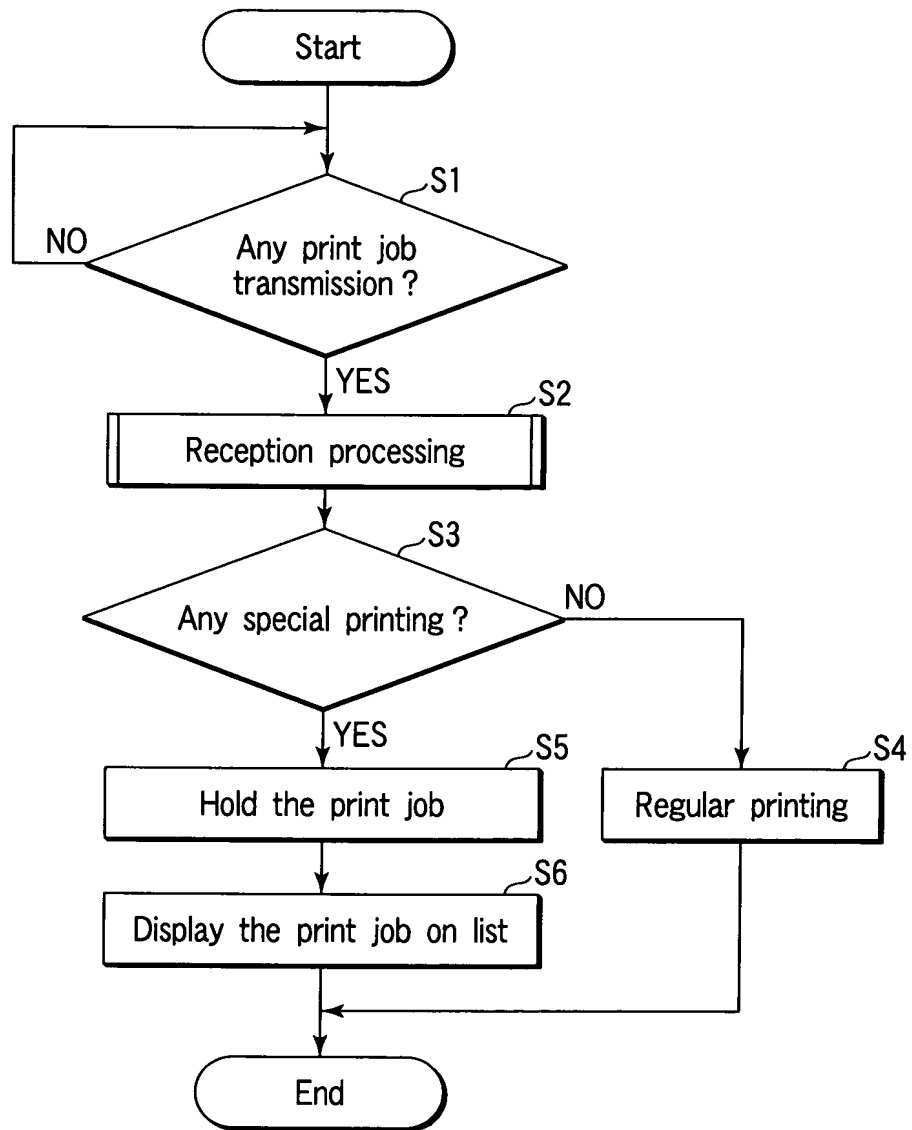 Start
S1
Any print job
transmission ?
NO
YES
S2
Reception processing
S3
Any special printing ?
NO
YES
S5
Hold the print job
S4
Regular printing
S6
Display the print job on list
End